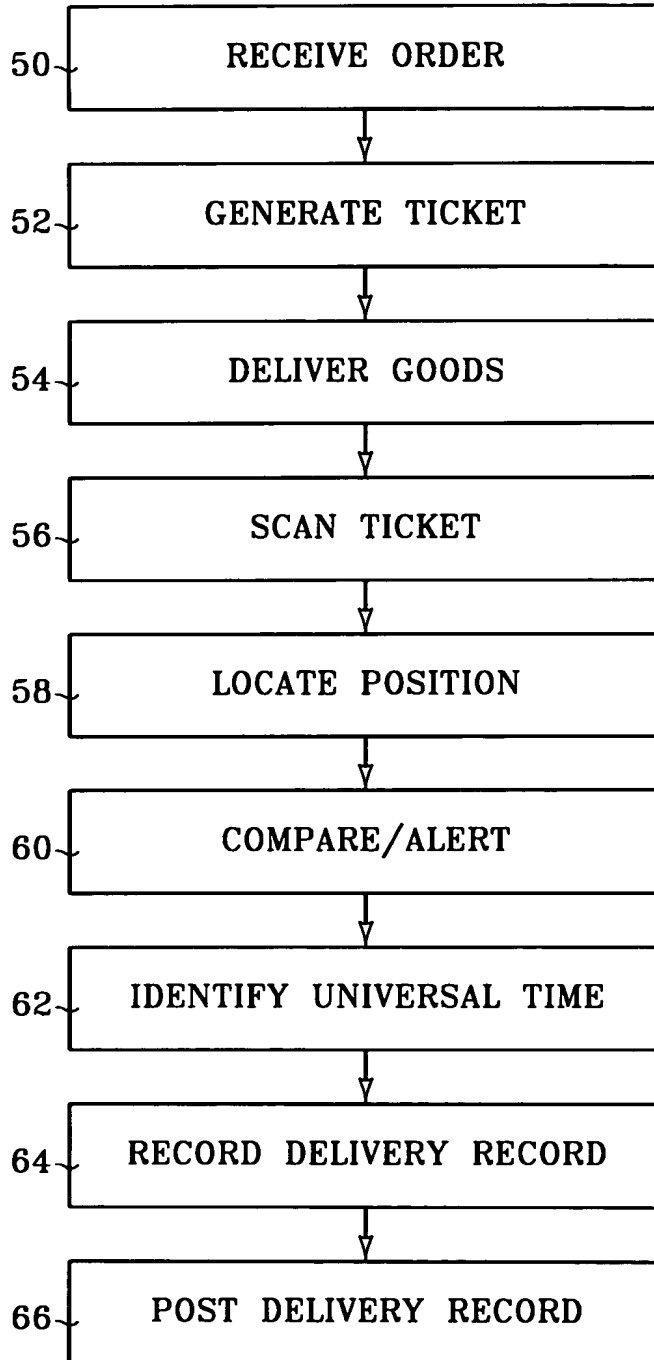 50 RECEIVE ORDER
52 GENERATE TICKET
54 DELIVER GOODS
56 SCAN TICKET
58 LOCATE POSITION
60 COMPARE/ALERT
62 IDENTIFY UNIVERSAL TIME
64 RECORD DELIVERY RECORD
66 POST DELIVERY RECORD